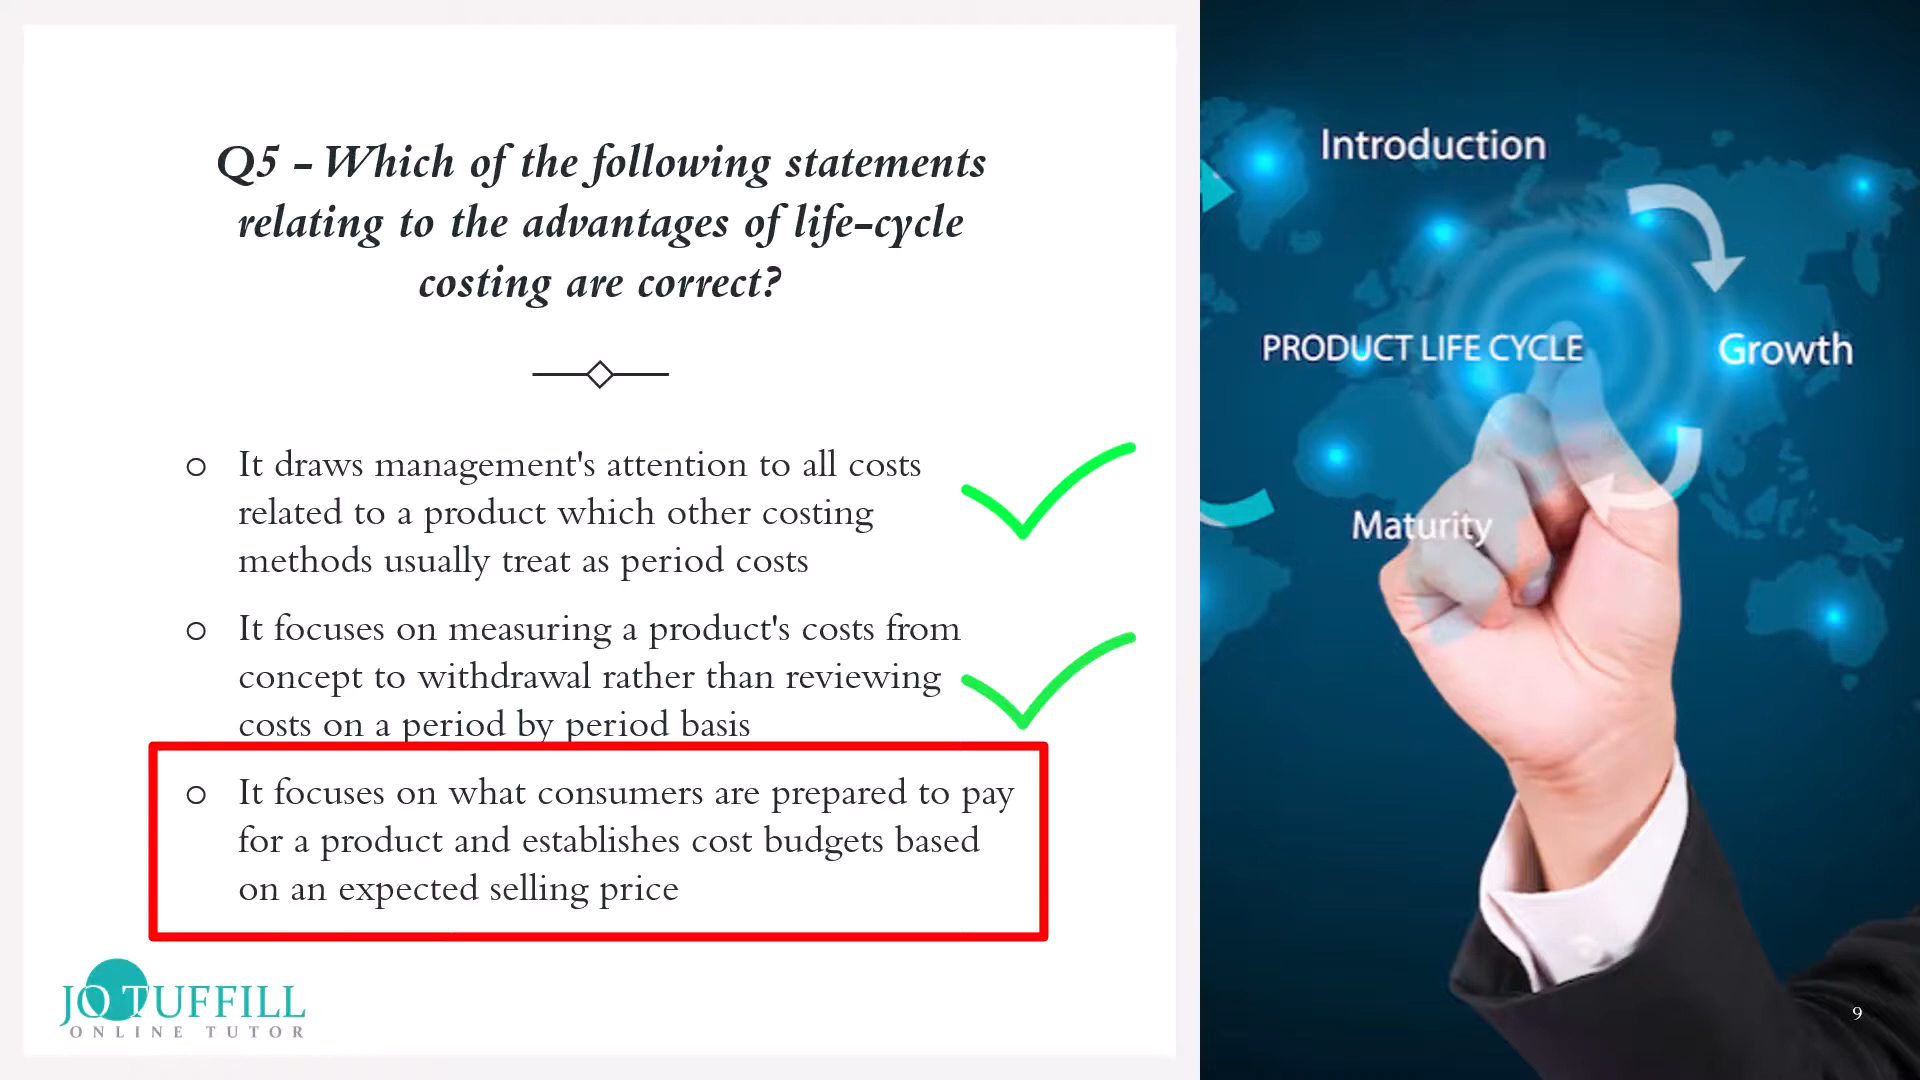 Q5 – Which of the following statements
relating to the advantages of life-cycle
costing are correct?
It draws management's attention to all costs
related to a product which other costing
methods usually treat as period costs
It focuses on measuring a product's costs from
concept to withdrawal rather than reviewing
costs on a period by period basis
It focuses on what consumers are prepared to pay
for a product and establishes cost budgets based
on an expected selling price
JO TUFFILL
ONLINE TUTOR
Introduction
PRODUCT LIFE CYCLE
Growth
Maturity
9